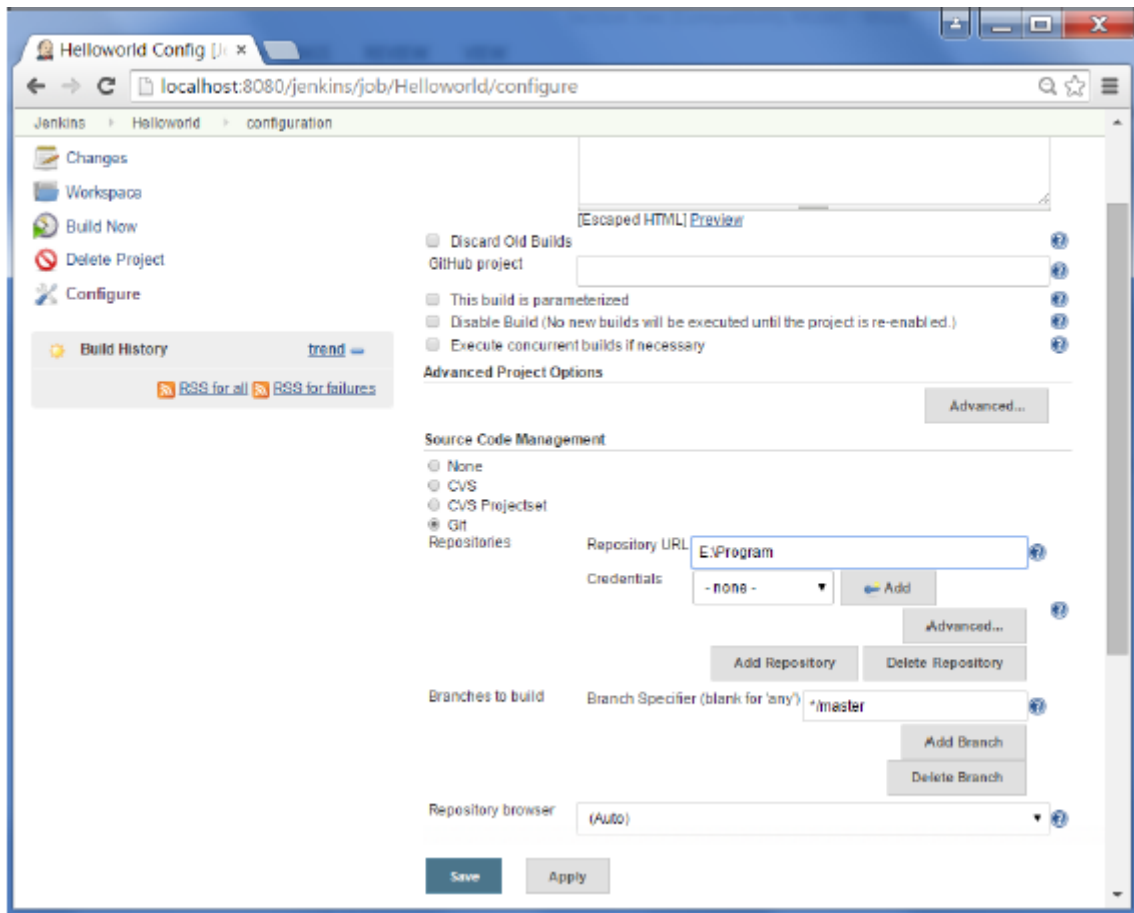 Helloworld Config [Je
localhost:8080/jenkins/job/Helloworld/configure
Jenkins Helloworld configuration
Changes
Workspace
Build Now
Delete Project
Configure
Build History trend
RSS for all RSS for failures
[Escaped HTML] Preview
Discard Old Builds
GitHub project
This build is parameterized
Disable Build (No new builds will be executed until the project is re-enabled.)
Execute concurrent builds if necessary
Advanced Project Options
Advanced...
Source Code Management
None
CVS
CVS Projectset
Git
Repositories Repository URL E:\Program
Credentials - none - Add
Advanced...
Add Repository Delete Repository
Branches to build Branch Specifier (blank for 'any') */master
Add Branch
Delete Branch
Repository browser (Auto)
Save Apply